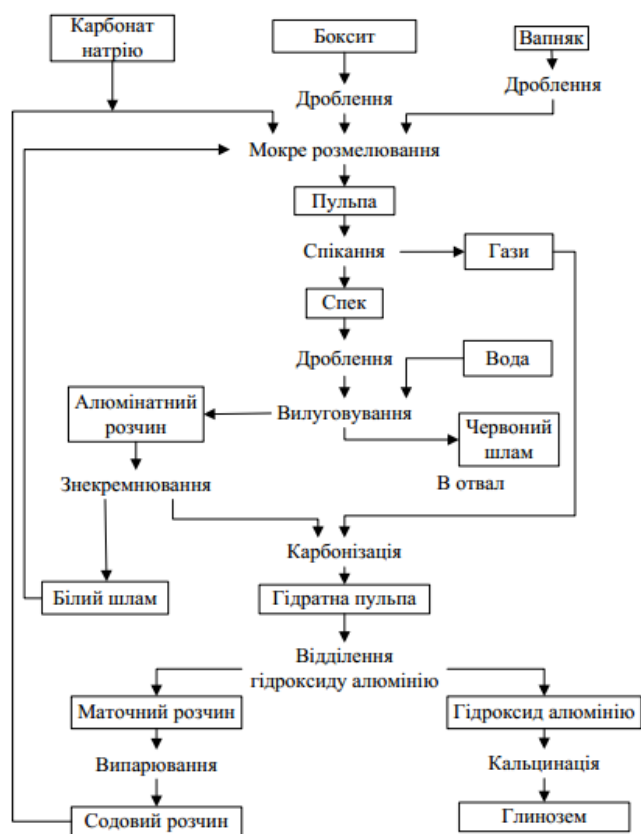 Карбонат
натрію
Боксит
Вапняк
Дроблення
Дроблення
Мокре розмелювання
Пульпа
Спікання
Гази
Спек
Дроблення
Вода
Алюмінатний
розчин
Вилуговування
Червоний
шлам
Знекремнювання
В отвал
Карбонізація
Білий шлам
Гідратна пульпа
Відділення
гідроксиду алюмінію
Маточний розчин
Гідроксид алюмінію
Випарювання
Кальцинація
Содовий розчин
Глинозем